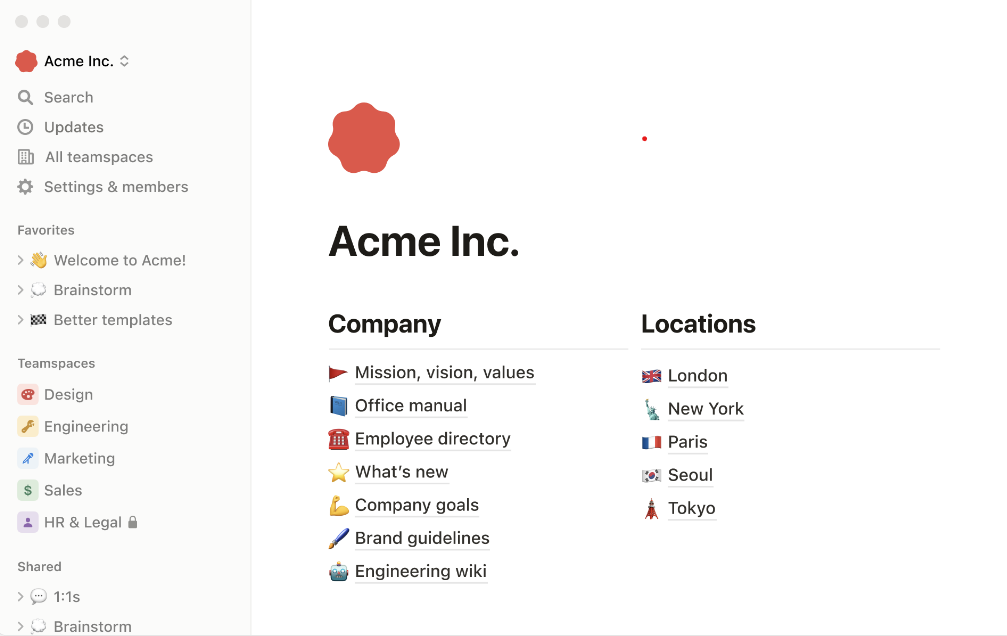 Acme Inc.
Search
Updates
All teamspaces
Settings & members
Favorites
Welcome to Acme!
Brainstorm
Better templates
Teamspaces
Design
Engineering
Marketing
$ Sales
HR & Legal
Shared
1:1s
Brainstorm
Acme Inc.
Company
Mission, vision, values
Office manual
Employee directory
What’s new
Company goals
Brand guidelines
Engineering wiki
Locations
London
New York
Paris
Seoul
Tokyo